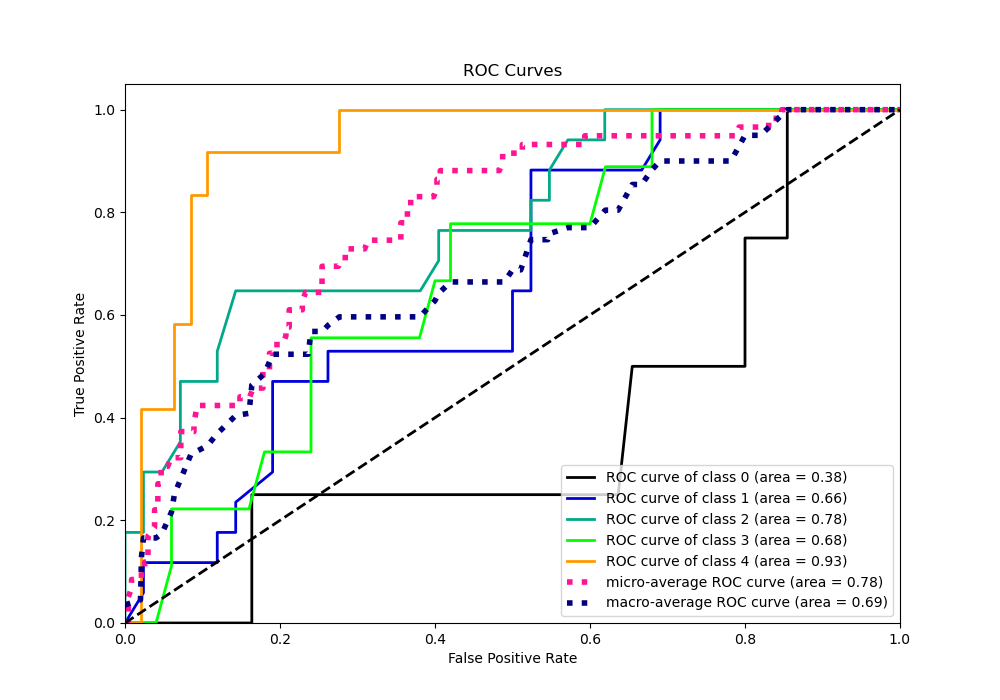 ROC Curves
True Positive Rate
1.0
0.8
0.6
0.4
0.2
0.0
ROC curve of class 0 (area = 0.38)
ROC curve of class 1 (area = 0.66)
ROC curve of class 2 (area = 0.78)
ROC curve of class 3 (area = 0.68)
ROC curve of class 4 (area = 0.93)
micro-average ROC curve (area = 0.78)
macro-average ROC curve (area = 0.69)
0.0 0.2 0.4 0.6 0.8 1.0
False Positive Rate